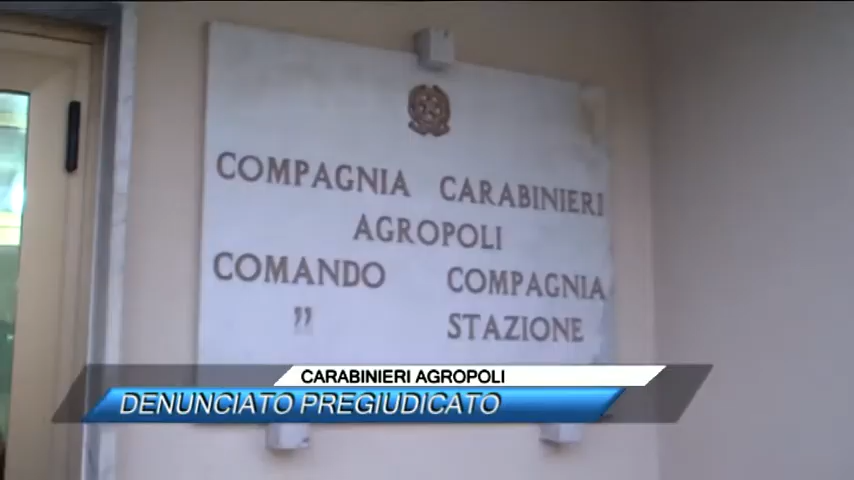 COMPAGNIA CARABINIERI
AGROPOLI
COMANDO COMPAGNIA
" STAZIONE
CARABINIERI AGROPOLI
DENUNCIATO PREGIUDICATO